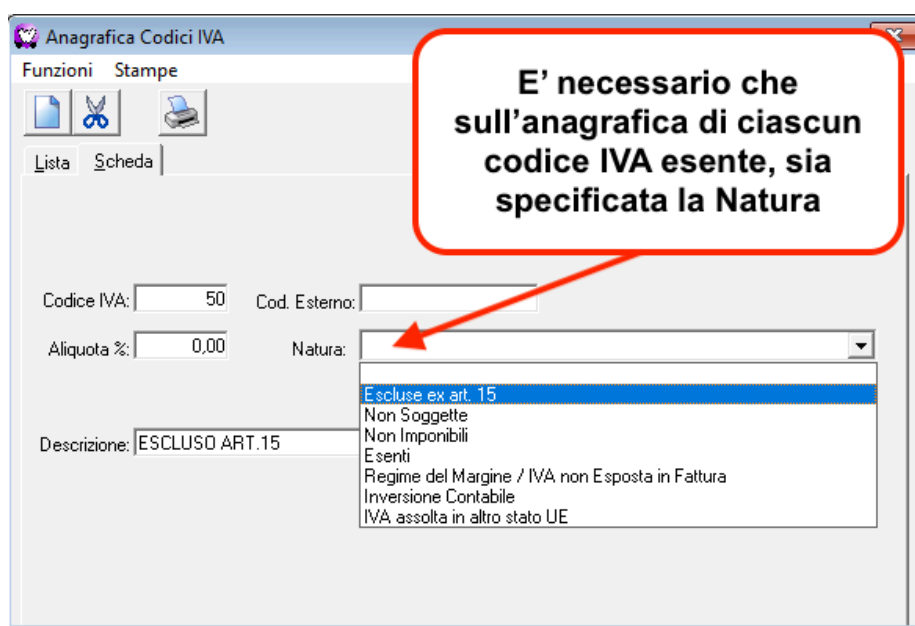 Anagrafica Codici IVA
Funzioni Stampe
E’ necessario che
sull’anagrafica di ciascun
codice IVA esente, sia
specificata la Natura
Lista Scheda
Codice IVA: 50 Cod. Esterno:
Aliquota %: 0,00 Natura:
Escluse ex art. 15
Non Soggette
Non Imponibili
Esenti
Regime del Margine / IVA non Esposta in Fattura
Inversione Contabile
IVA assolta in altro stato UE
Descrizione: ESCLUSO ART.15